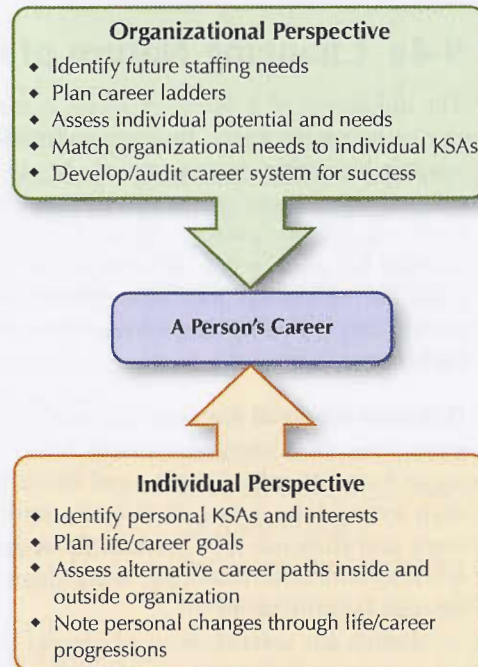 Organizational Perspective
◆ Identify future staffing needs
◆ Plan career ladders
◆ Assess individual potential and needs
◆ Match organizational needs to individual KSAs
◆ Develop/audit career system for success
A Person's Career
Individual Perspective
◆ Identify personal KSAs and interests
◆ Plan life/career goals
◆ Assess alternative career paths inside and
outside organization
◆ Note personal changes through life/career
progressions